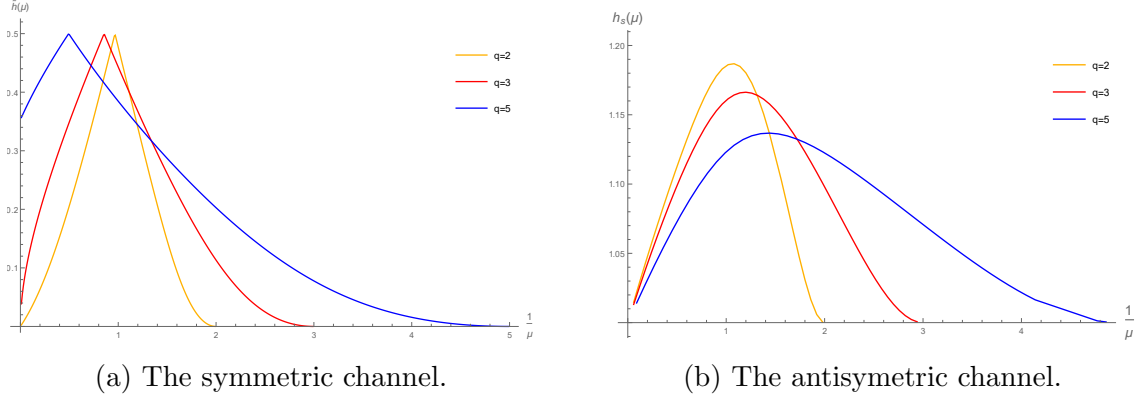 h̃(μ)
0.5
0.4
0.3
0.2
0.1
1
2
3
4
5
1/μ
q=2
q=3
q=5
(a) The symmetric channel.
h_s(μ)
1.20
1.15
1.10
1.05
1
2
3
4
1/μ
q=2
q=3
q=5
(b) The antisymetric channel.